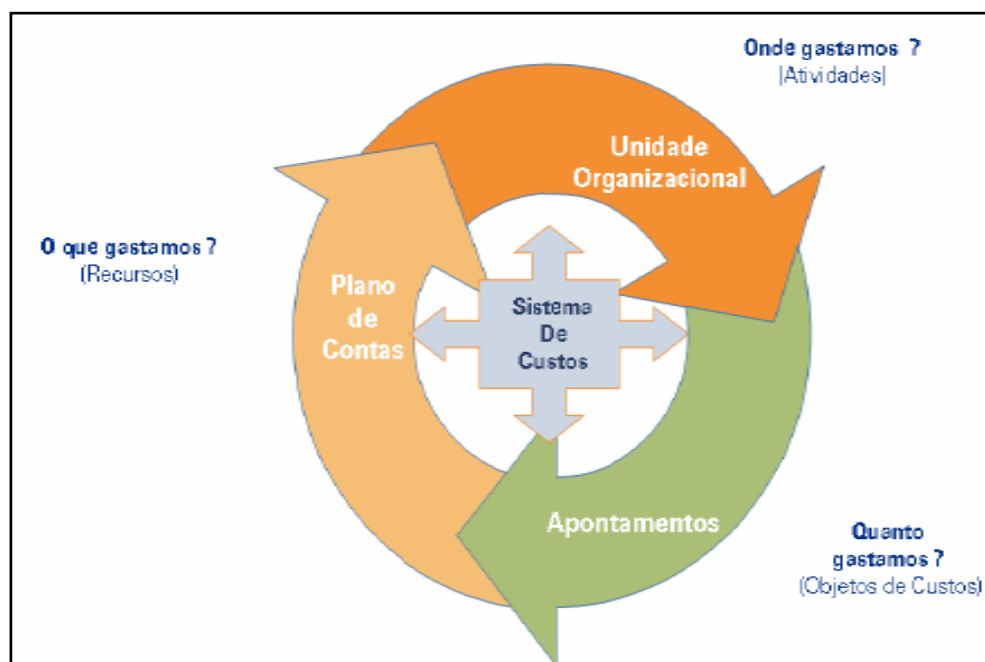 Onde gastamos ?
|Atividades|
Unidade
Organizacional
O que gastamos ?
(Recursos)
Plano
de
Contas
Sistema
De
Custos
Apontamentos
Quanto
gastamos ?
(Objetos de Custos)